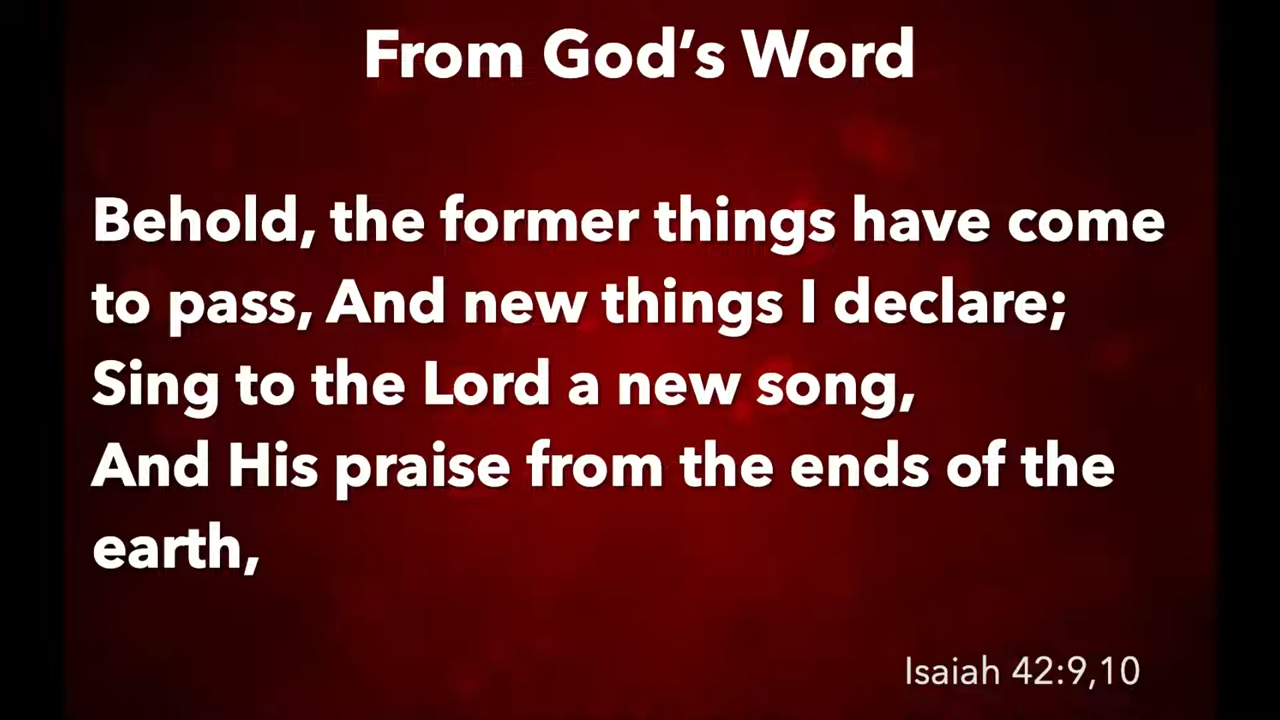 From God’s Word
Behold, the former things have come
to pass, And new things I declare;
Sing to the Lord a new song,
And His praise from the ends of the
earth,
Isaiah 42:9,10